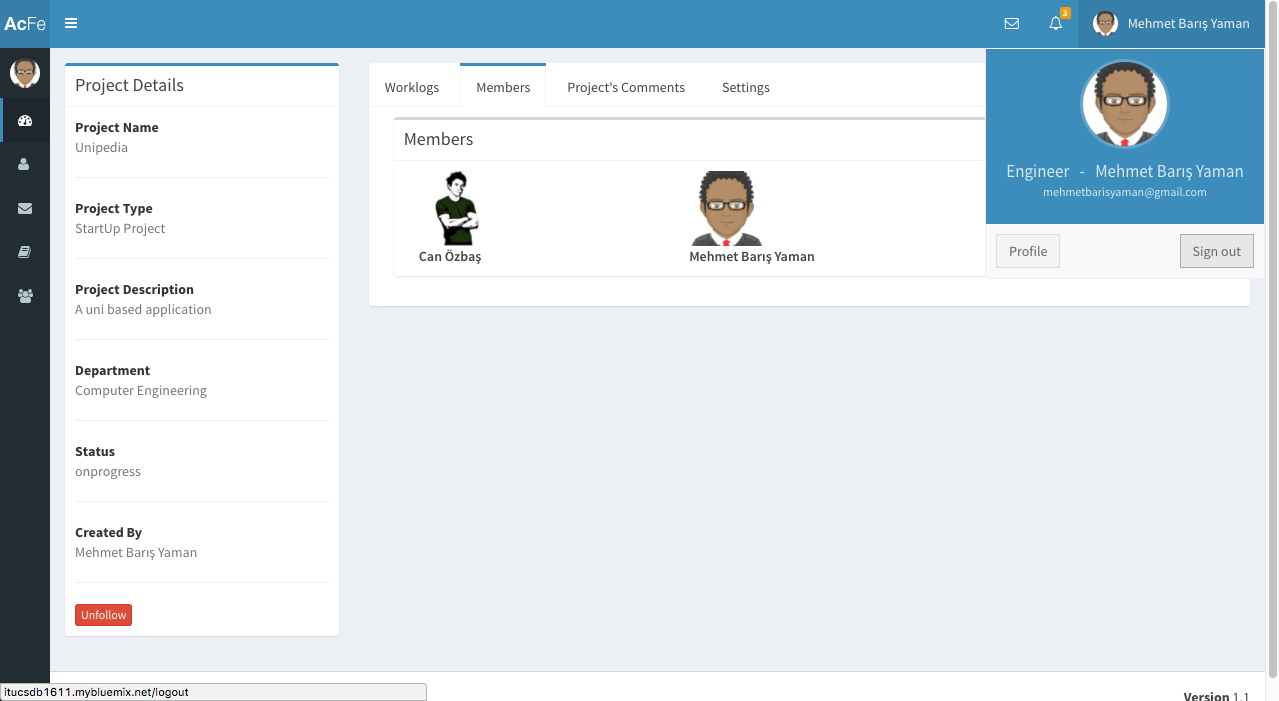 AcFe
3
Mehmet Barış Yaman
Project Details
Project Name
Unipedia
Project Type
StartUp Project
Project Description
A uni based application
Department
Computer Engineering
Status
onprogress
Created By
Mehmet Barış Yaman
Unfollow
Worklogs Members Project's Comments Settings
Members
Can Özbaş Mehmet Barış Yaman
Engineer - Mehmet Barış Yaman
mehmetbarisyaman@gmail.com
Profile Sign out
itucsdb1611.mybluemix.net/logout
Version 1.1